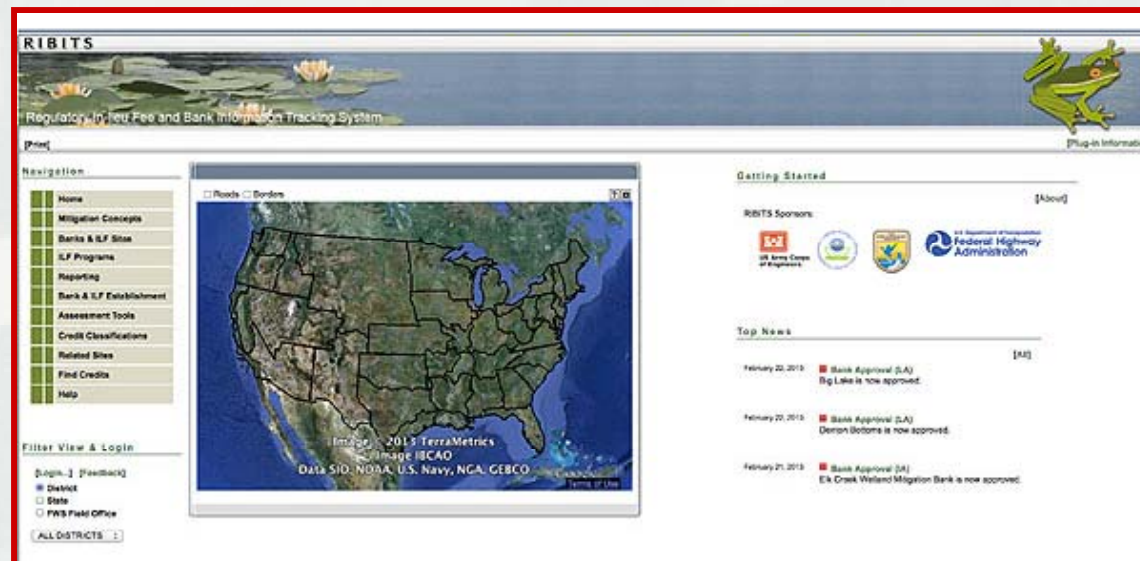 RIBITS
Regulatory In-lieu Fee and Bank Information Tracking System
[Print]
[Plug-in Informati
Navigation
Home
Mitigation Concepts
Banks & ILF Sites
ILF Programs
Reporting
Bank & ILF Establishment
Assessment Tools
Credit Classifications
Related Sites
Find Credits
Help
Filter View & Login
[Login...] [Feedback]
District
State
FWS Field Office
ALL DISTRICTS
Roads Borders
?
Image 2013 TerraMetrics
Image IBCAO
Data SIO, NOAA, U.S. Navy, NGA, GEBCO
Terms of Use
Getting Started
[About]
RIBITS Sponsors:
US Army Corps
of Engineers
U.S. Department of Transportation
Federal Highway
Administration
Top News
[All]
February 22, 2013 Bank Approval (LA)
Big Lake is now approved.
February 22, 2013 Bank Approval (LA)
Bottoms is now approved.
February 21, 2013 Bank Approval (IA)
Elk Creek Wetland Mitigation Bank is now approved.